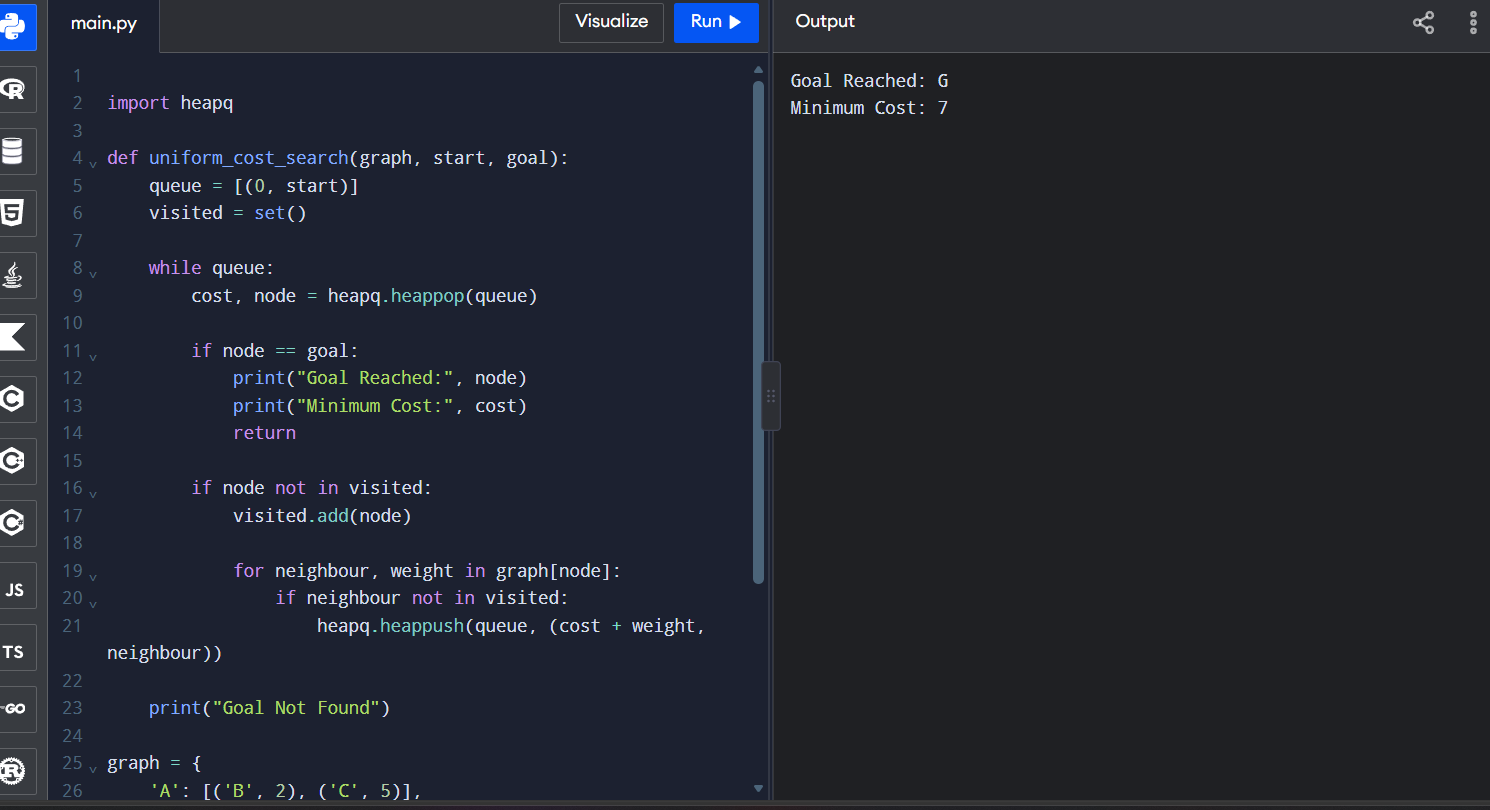 main.py
Visualize
Run
Output
1
2 import heapq
3
4 def uniform_cost_search(graph, start, goal):
5     queue = [(0, start)]
6     visited = set()
7
8     while queue:
9         cost, node = heapq.heappop(queue)
10
11         if node == goal:
12             print("Goal Reached:", node)
13             print("Minimum Cost:", cost)
14             return
15
16         if node not in visited:
17             visited.add(node)
18
19             for neighbour, weight in graph[node]:
20                 if neighbour not in visited:
21                     heapq.heappush(queue, (cost + weight,
neighbour))
22
23     print("Goal Not Found")
24
25 graph = {
26     'A': [('B', 2), ('C', 5)],
Goal Reached: G
Minimum Cost: 7
R
5
C
C++
C#
JS
TS
GO
R